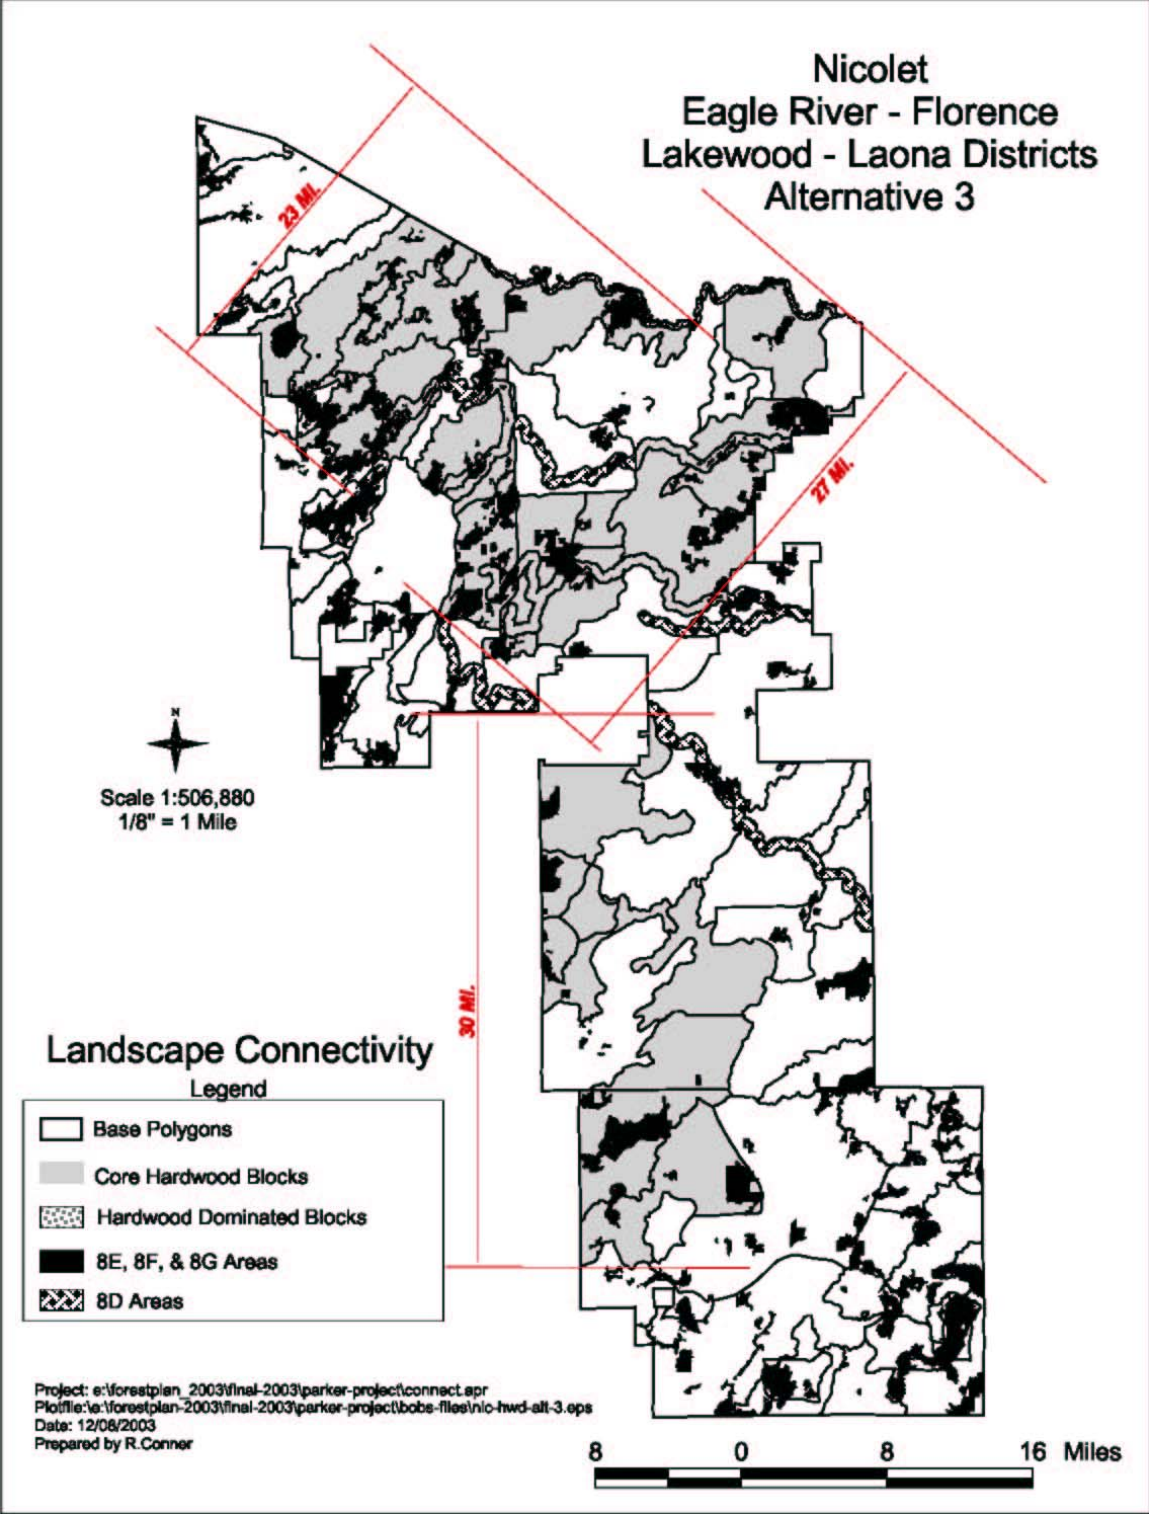 Nicolet
Eagle River - Florence
Lakewood - Laona Districts
Alternative 3
23 MI.
27 MI.
?
N
Scale 1:506,880
1/8" = 1 Mile
30 MI.
Landscape Connectivity
Legend
Base Polygons
Core Hardwood Blocks
Hardwood Dominated Blocks
8E, 8F, & 8G Areas
8D Areas
Project: e:\forestplan_2003\final-2003\parker-project\connect.apr
Plotfile:\e:\forestplan-2003\final-2003\parker-project\bobs-files\nic-hwd-alt-3.eps
Date: 12/08/2003
Prepared by R.Conner
8 0 8 16 Miles